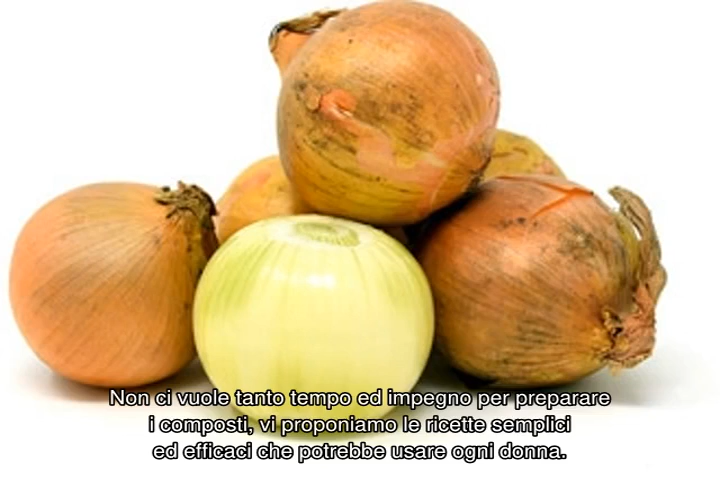 Non ci vuole tanto tempo ed impegno per preparare
i composti, vi proponiamo le ricette semplici
ed efficaci che potrebbe usare ogni donna.